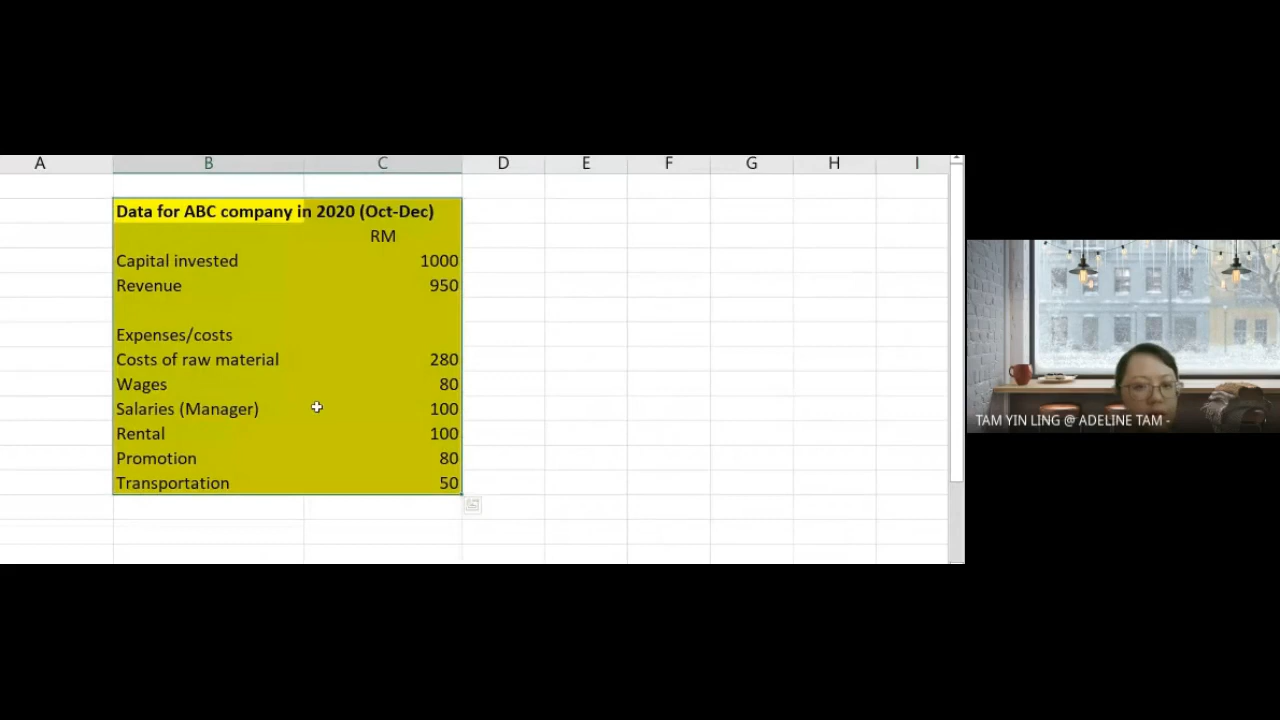 A B C D E F G H I
Data for ABC company in 2020 (Oct-Dec)
RM
Capital invested 1000
Revenue 950
Expenses/costs
Costs of raw material 280
Wages 80
Salaries (Manager) 100
Rental 100
Promotion 80
Transportation 50
TAM YIN LING @ ADELINE TAM -